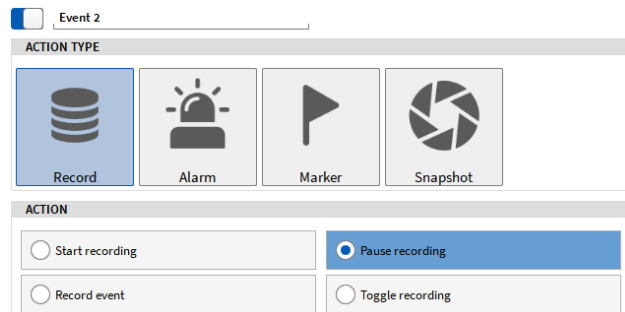 Event 2
ACTION TYPE
Record Alarm Marker Snapshot
ACTION
Start recording Pause recording
Record event Toggle recording